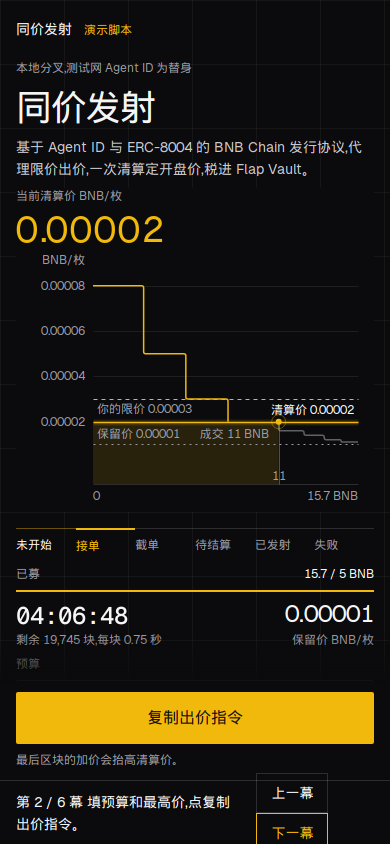 同价发射 演示脚本
本地分叉,测试网 Agent ID 为替身
同价发射
基于 Agent ID 与 ERC-8004 的 BNB Chain 发行协议,代
理限价出价,一次清算定开盘价,税进 Flap Vault。
当前清算价 BNB/枚
0.00002
BNB/枚
0.00008
0.00006
0.00004
你的限价 0.00003 清算价 0.00002
0.00002
保留价 0.00001 成交 11 BNB
11
0 15.7 BNB
未开始 接单 截单 待结算 已发射 失败
已募 15.7 / 5 BNB
04:06:48 0.00001
剩余 19,745 块,每块 0.75 秒 保留价 BNB/枚
预算
复制出价指令
最后区块的加价会抬高清算价。
上一幕
第 2 / 6 幕 填预算和最高价,点复制
出价指令。
下一幕